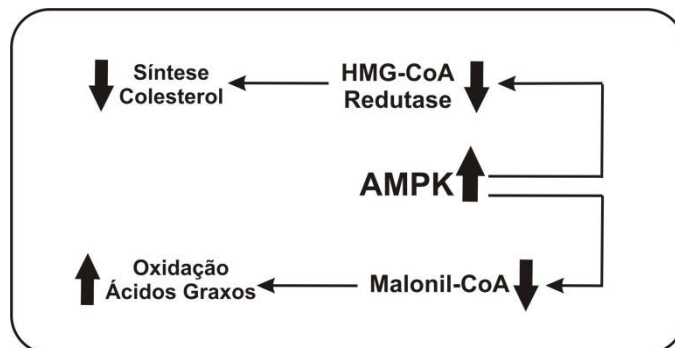 Síntese
Colesterol
HMG-CoA
Redutase
AMPK
Oxidação
Ácidos Graxos
Malonil-CoA